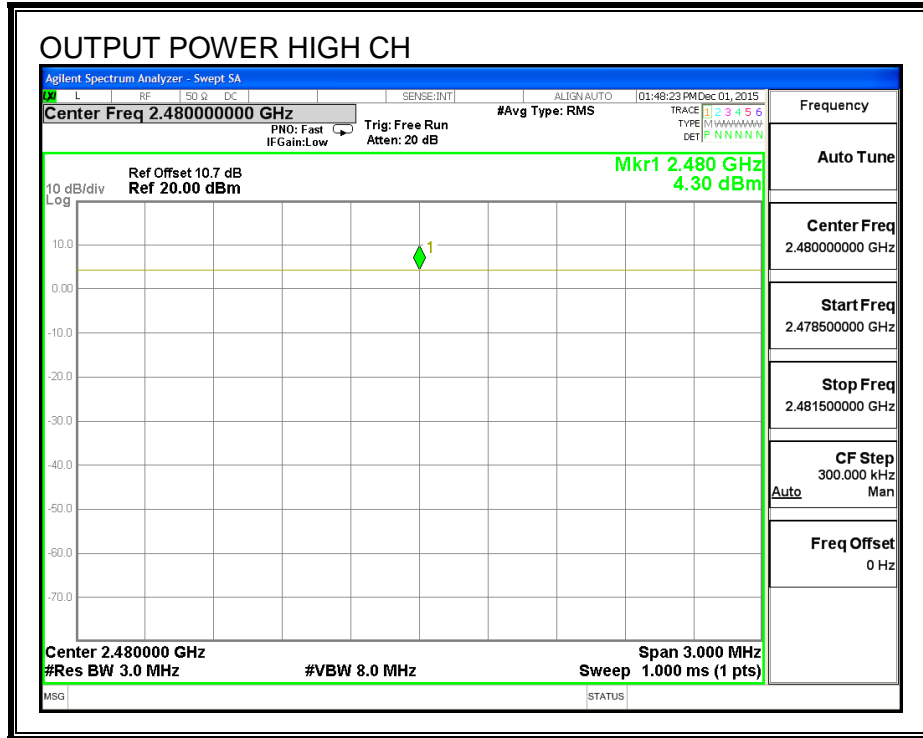 OUTPUT POWER HIGH CH
Agilent Spectrum Analyzer - Swept SA
LXI L RF 50 Ω DC SENSE:INT ALIGN AUTO 01:48:23 PM Dec 01, 2015
Center Freq 2.480000000 GHz
PNO: Fast
IFGain:Low
Trig: Free Run
Atten: 20 dB
#Avg Type: RMS
TRACE 1 2 3 4 5 6
TYPE M WWWWW
DET P N N N N N
Ref Offset 10.7 dB
10 dB/div Ref 20.00 dBm
Log
Mkr1 2.480 GHz
4.30 dBm
1
10.0
0.00
-10.0
-20.0
-30.0
-40.0
-50.0
-60.0
-70.0
Center 2.480000 GHz Span 3.000 MHz
#Res BW 3.0 MHz #VBW 8.0 MHz Sweep 1.000 ms (1 pts)
MSG STATUS
Frequency
Auto Tune
Center Freq
2.480000000 GHz
Start Freq
2.478500000 GHz
Stop Freq
2.481500000 GHz
CF Step
300.000 kHz
Auto Man
Freq Offset
0 Hz